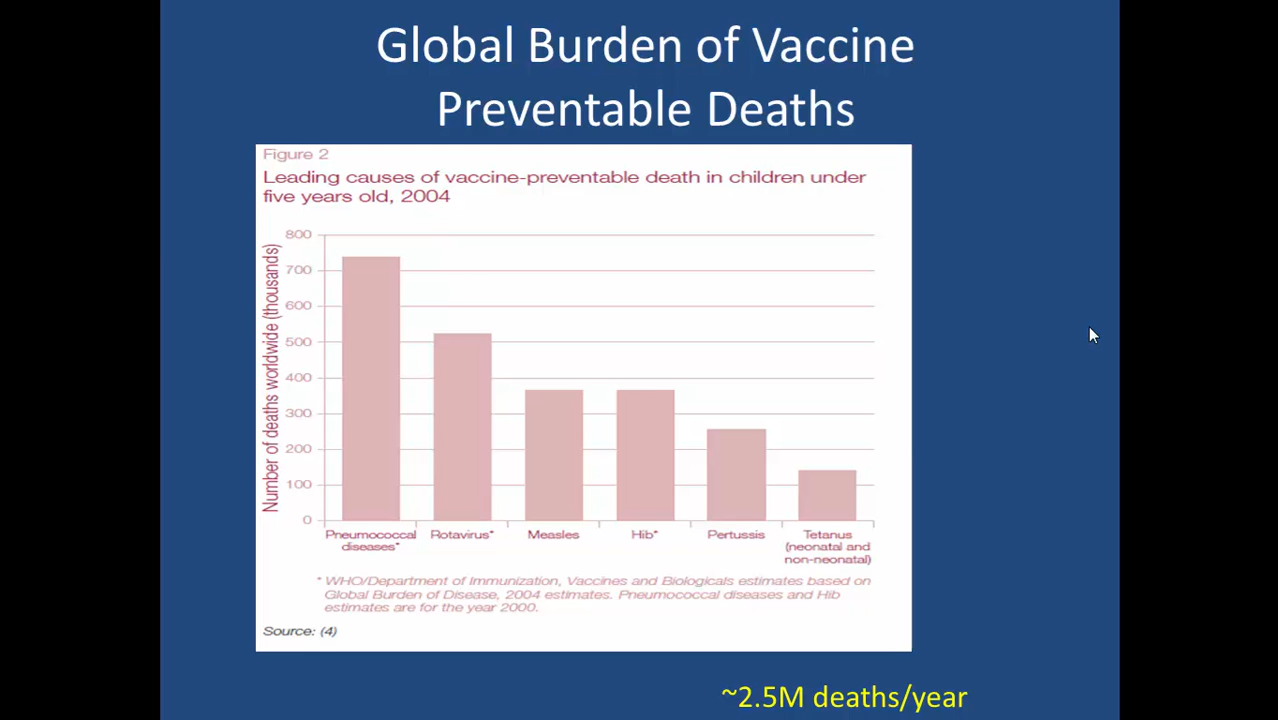 Global Burden of Vaccine
Preventable Deaths
Figure 2
Leading causes of vaccine-preventable death in children under
five years old, 2004
Number of deaths worldwide (thousands)
800
700
600
500
400
300
200
100
0
Pneumococcal
diseases*
Rotavirus*
Measles
Hib*
Pertussis
Tetanus
(neonatal and
non-neonatal)
* WHO/Department of Immunization, Vaccines and Biologicals estimates based on
Global Burden of Disease, 2004 estimates. Pneumococcal diseases and Hib
estimates are for the year 2000.
Source: (4)
~2.5M deaths/year